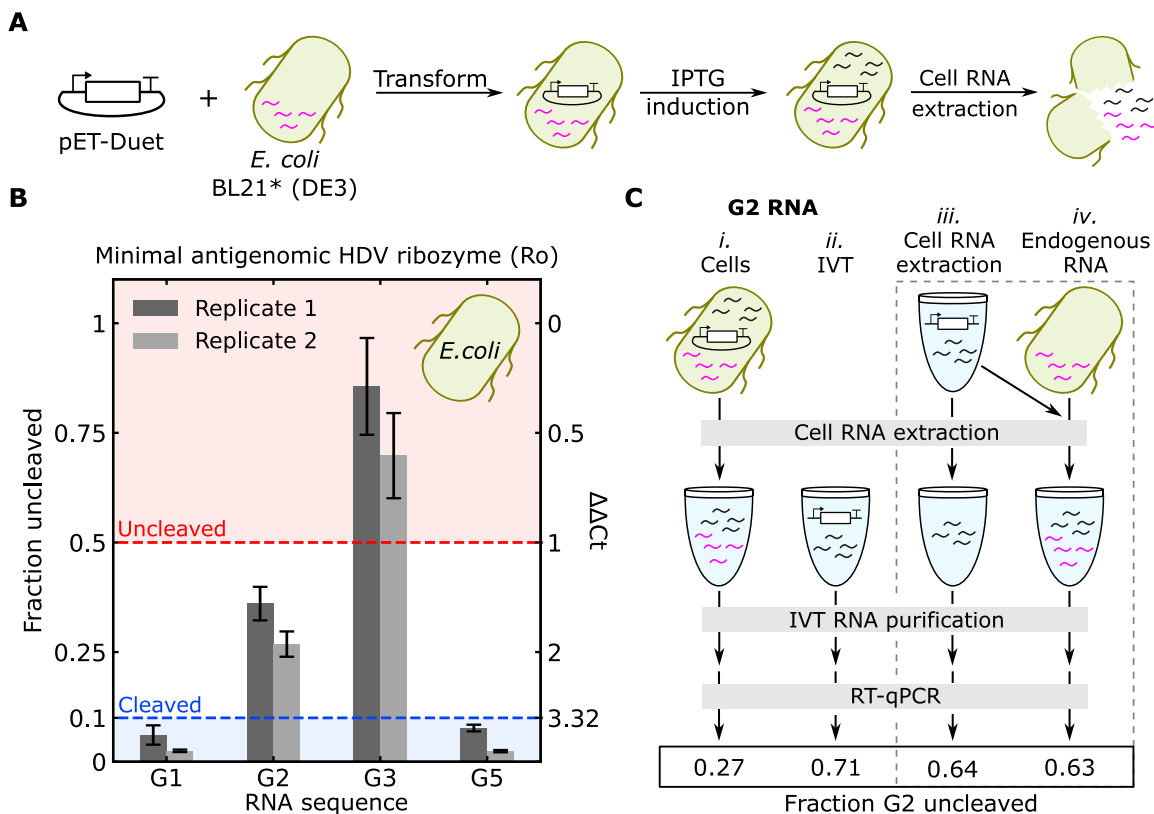 A
pET-Duet
+
E. coli
BL21* (DE3)
Transform
IPTG
induction
Cell RNA
extraction
B
Minimal antigenomic HDV ribozyme (Ro)
Replicate 1
Replicate 2
E.coli
Fraction uncleaved
1
0.75
0.5
0.25
0.1
0
Uncleaved
Cleaved
0
0.5
1
2
3.32
ΔΔCt
G1 G2 G3 G5
RNA sequence
C
G2 RNA
i.
Cells
ii.
IVT
iii.
Cell RNA
extraction
iv.
Endogenous
RNA
Cell RNA extraction
IVT RNA purification
RT-qPCR
0.27 0.71 0.64 0.63
Fraction G2 uncleaved